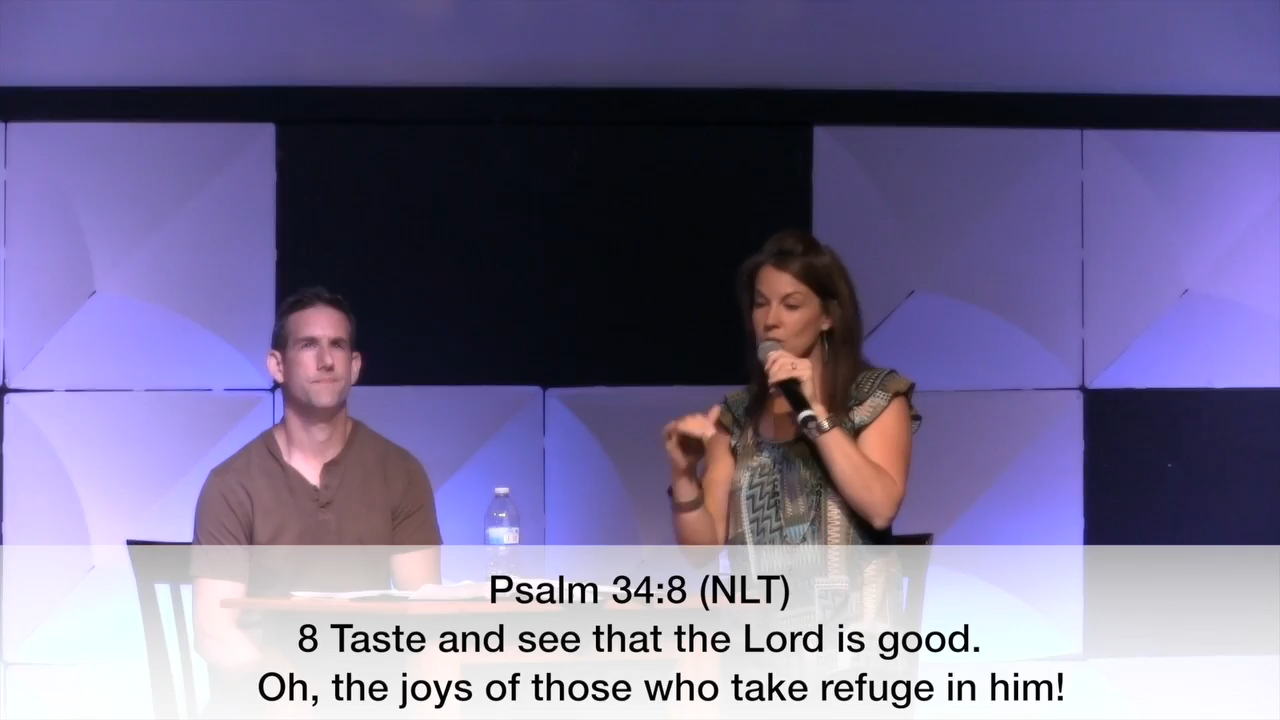 Psalm 34:8 (NLT)
8 Taste and see that the Lord is good.
Oh, the joys of those who take refuge in him!